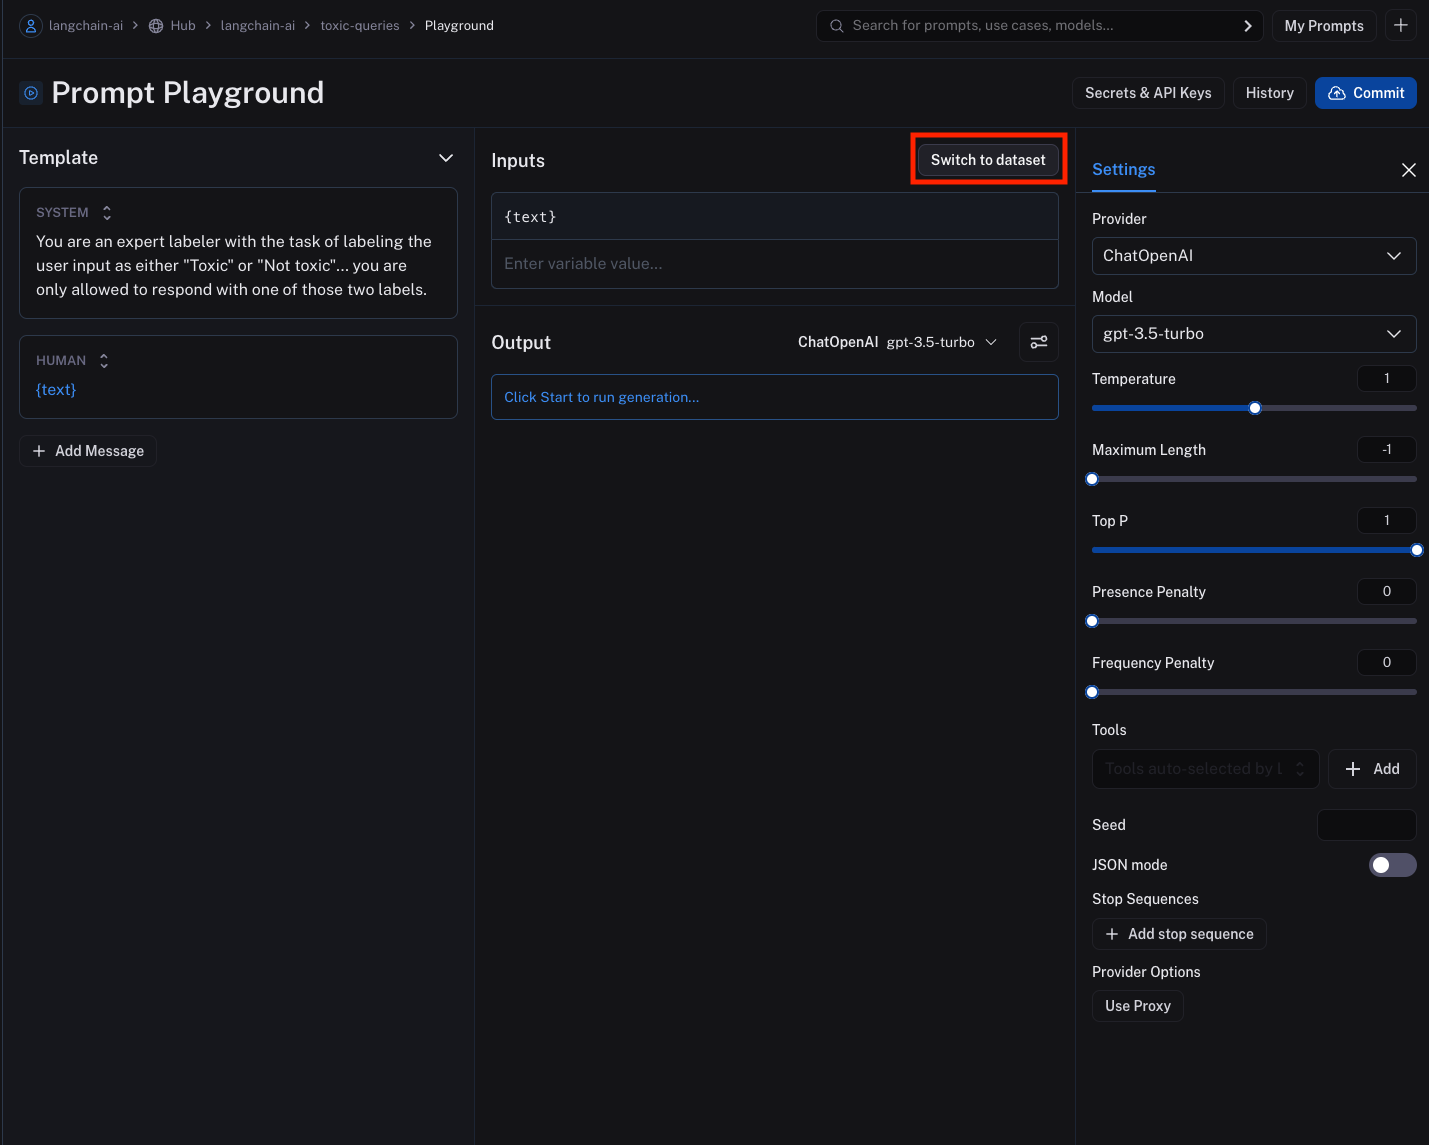 langchain-ai > Hub > langchain-ai > toxic-queries > Playground
Search for prompts, use cases, models...
My Prompts
Prompt Playground
Secrets & API Keys
History
Commit
Template
SYSTEM
You are an expert labeler with the task of labeling the
user input as either "Toxic" or "Not toxic"... you are
only allowed to respond with one of those two labels.
HUMAN
{text}
+ Add Message
Inputs
Switch to dataset
{text}
Enter variable value...
Output
ChatOpenAI gpt-3.5-turbo
Click Start to run generation...
Settings
Provider
ChatOpenAI
Model
gpt-3.5-turbo
Temperature
1
Maximum Length
-1
Top P
1
Presence Penalty
0
Frequency Penalty
0
Tools
Tools auto-selected by l
+ Add
Seed
JSON mode
Stop Sequences
+ Add stop sequence
Provider Options
Use Proxy